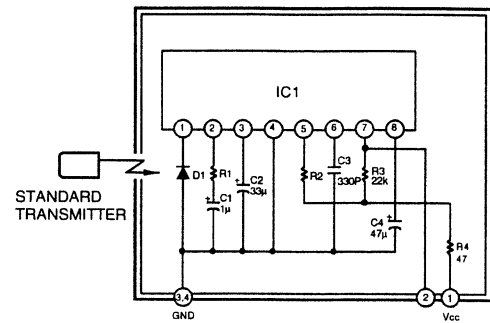 IC1
1 2 3 4 5 6 7 8
D1
R1
C1
1μ
C2
33μ
R2
C3
330P
R3
22k
C4
47μ
R4
47
STANDARD
TRANSMITTER
3,4
GND
2
1
Vcc